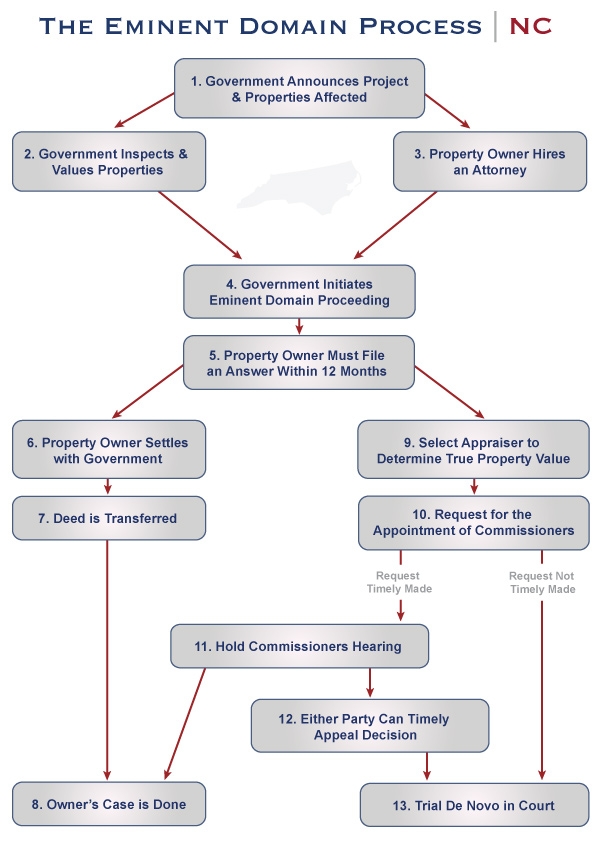 THE EMINENT DOMAIN PROCESS | NC
1. Government Announces Project
& Properties Affected
2. Government Inspects &
Values Properties
3. Property Owner Hires
an Attorney
4. Government Initiates
Eminent Domain Proceeding
5. Property Owner Must File
an Answer Within 12 Months
6. Property Owner Settles
with Government
9. Select Appraiser to
Determine True Property Value
7. Deed is Transferred
10. Request for the
Appointment of Commissioners
Request
Timely Made
Request Not
Timely Made
11. Hold Commissioners Hearing
12. Either Party Can Timely
Appeal Decision
8. Owner's Case is Done
13. Trial De Novo in Court